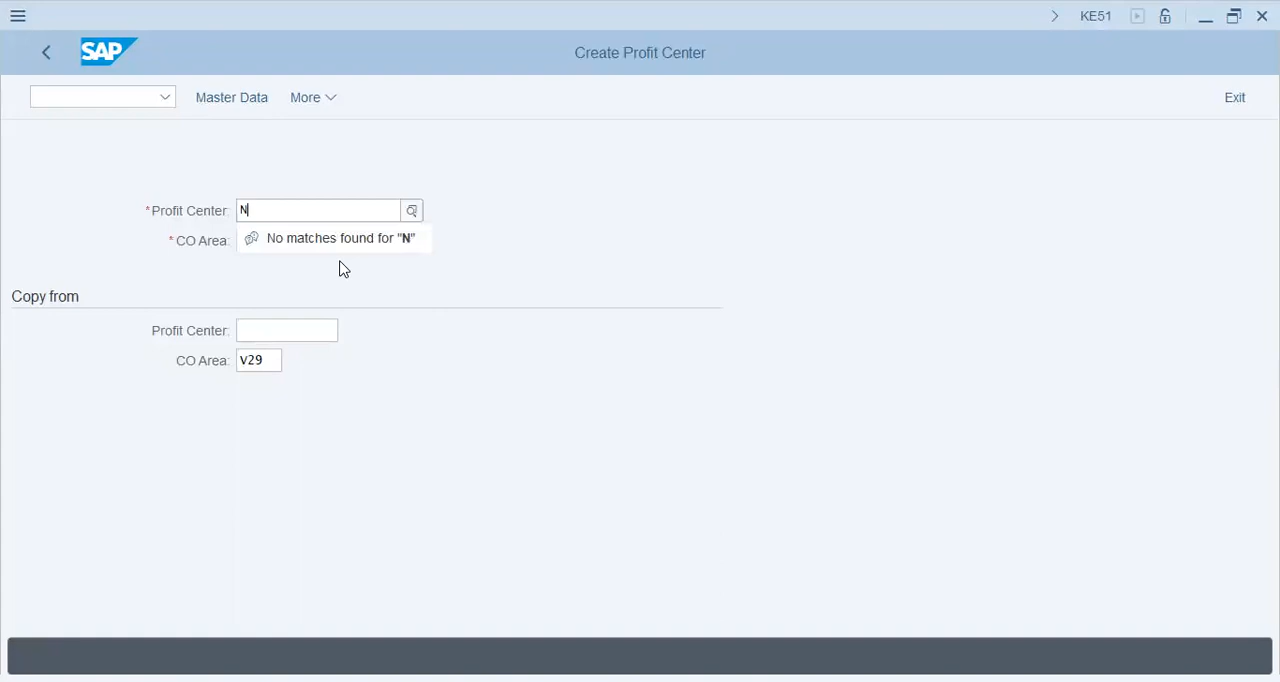 KE51
SAP
Create Profit Center
Master Data
More
Exit
*Profit Center:
N
*CO Area:
No matches found for "N"
Copy from
Profit Center:
CO Area:
V29